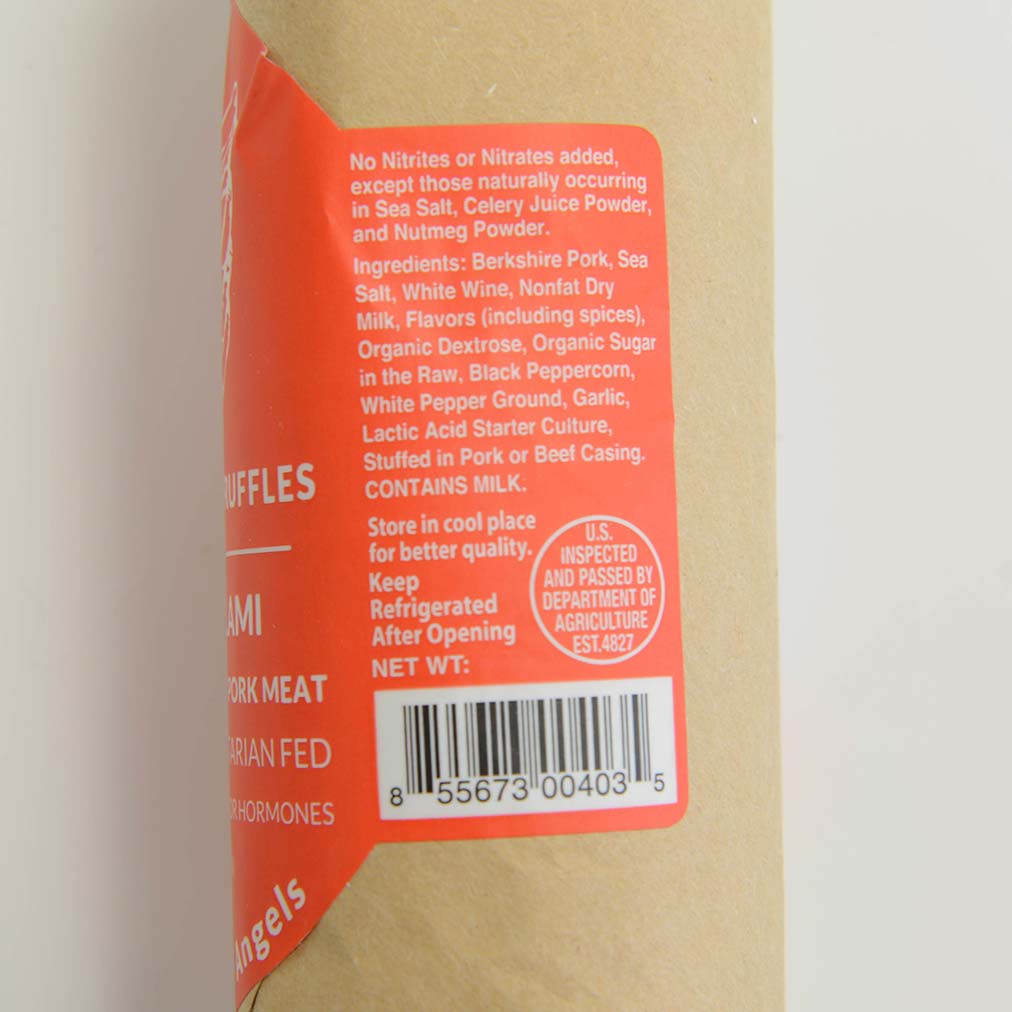 No Nitrites or Nitrates added,
except those naturally occurring
in Sea Salt, Celery Juice Powder,
and Nutmeg Powder.
Ingredients: Berkshire Pork, Sea
Salt, White Wine, Nonfat Dry
Milk, Flavors (including spices),
Organic Dextrose, Organic Sugar
in the Raw, Black Peppercorn,
White Pepper Ground, Garlic,
Lactic Acid Starter Culture,
Stuffed in Pork or Beef Casing.
CONTAINS MILK.
Store in cool place
for better quality.
Keep
Refrigerated
After Opening
NET WT:
U.S.
INSPECTED
AND PASSED BY
DEPARTMENT OF
AGRICULTURE
EST.4827
8 55673 00403 5
RUFFLES
AMI
PORK MEAT
TARIAN FED
OR HORMONES
Angels